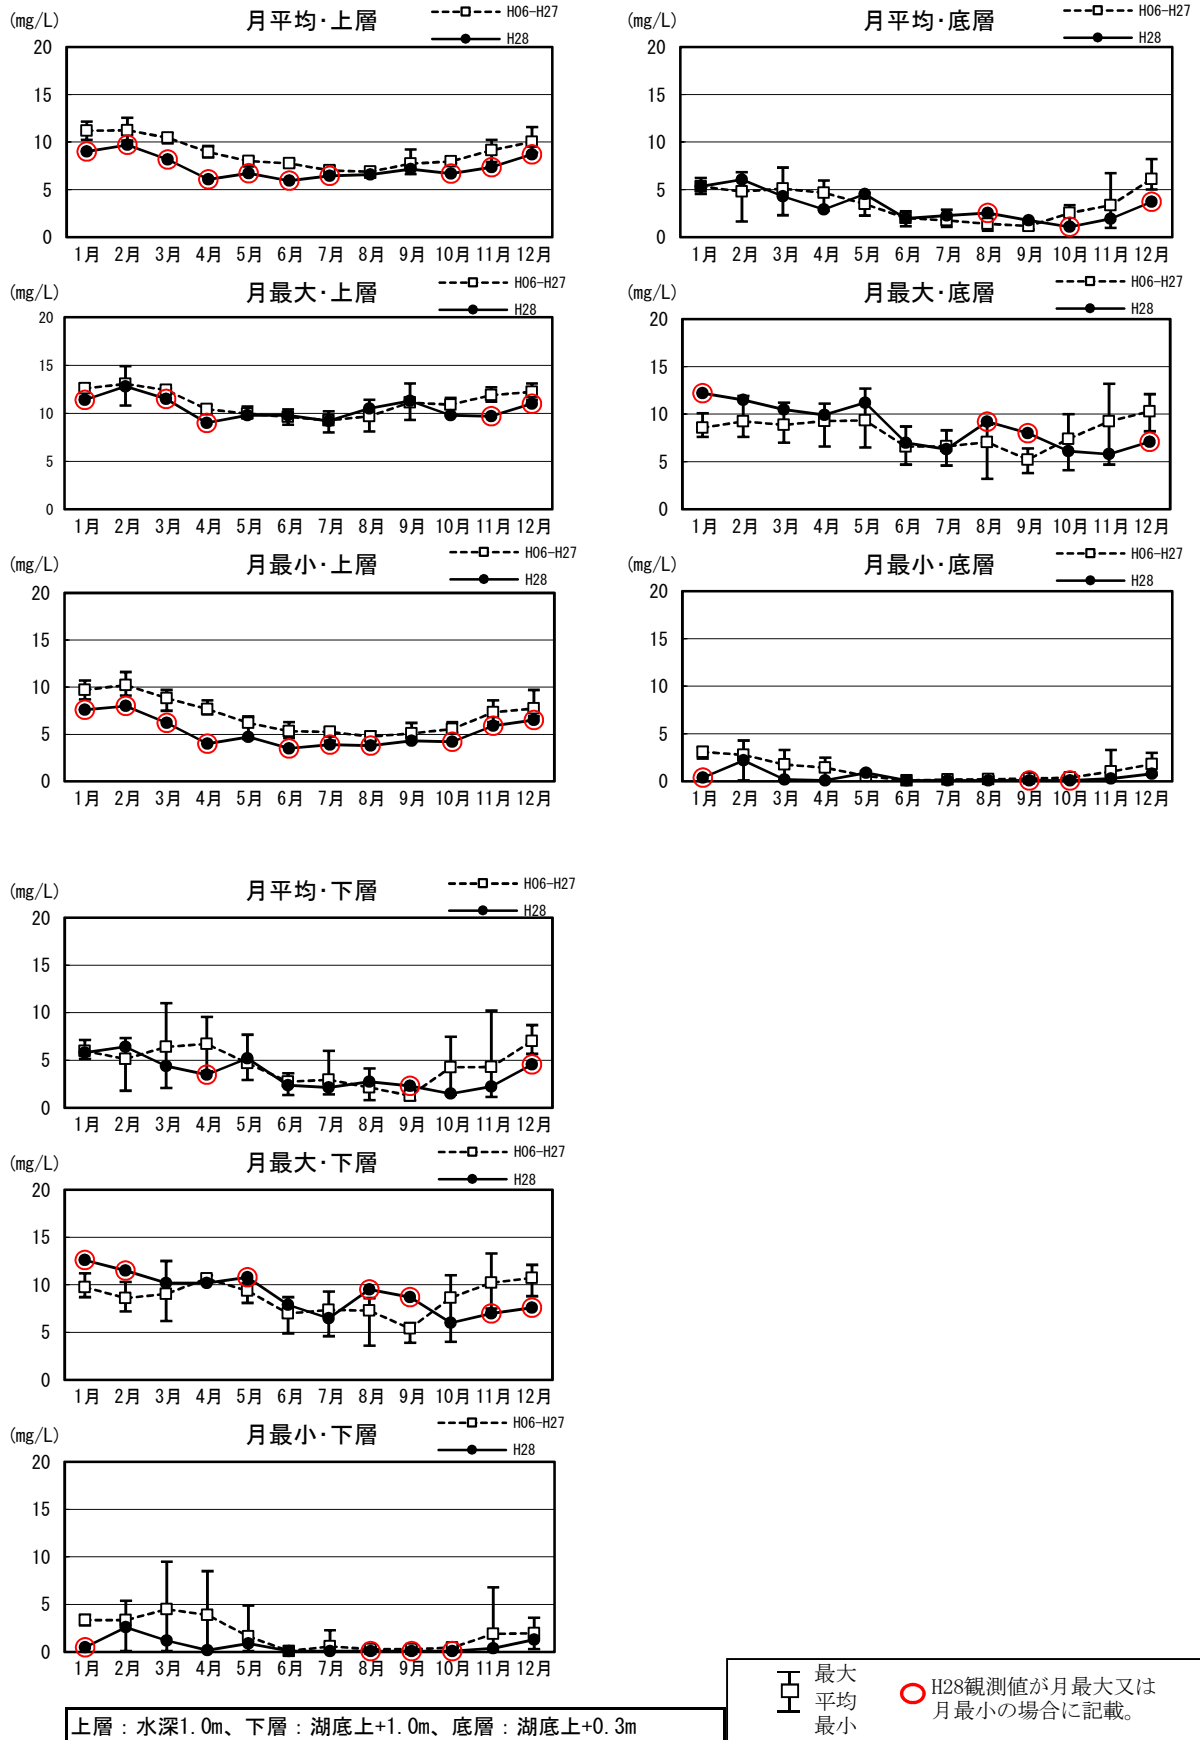 (mg/L)
月平均・上層
H06-H27
H28
20
15
10
5
0
1月 2月 3月 4月 5月 6月 7月 8月 9月 10月 11月 12月
(mg/L)
月平均・底層
H06-H27
H28
20
15
10
5
0
1月 2月 3月 4月 5月 6月 7月 8月 9月 10月 11月 12月
(mg/L)
月最大・上層
H06-H27
H28
20
15
10
5
0
1月 2月 3月 4月 5月 6月 7月 8月 9月 10月 11月 12月
(mg/L)
月最大・底層
H06-H27
H28
20
15
10
5
0
1月 2月 3月 4月 5月 6月 7月 8月 9月 10月 11月 12月
(mg/L)
月最小・上層
H06-H27
H28
20
15
10
5
0
1月 2月 3月 4月 5月 6月 7月 8月 9月 10月 11月 12月
(mg/L)
月最小・底層
H06-H27
H28
20
15
10
5
0
1月 2月 3月 4月 5月 6月 7月 8月 9月 10月 11月 12月
(mg/L)
月平均・下層
H06-H27
H28
20
15
10
5
0
1月 2月 3月 4月 5月 6月 7月 8月 9月 10月 11月 12月
(mg/L)
月最大・下層
H06-H27
H28
20
15
10
5
0
1月 2月 3月 4月 5月 6月 7月 8月 9月 10月 11月 12月
(mg/L)
月最小・下層
H06-H27
H28
20
15
10
5
0
1月 2月 3月 4月 5月 6月 7月 8月 9月 10月 11月 12月
上層：水深1.0m、下層：湖底上+1.0m、底層：湖底上+0.3m
最大
平均
最小
H28観測値が月最大又は
月最小の場合に記載。